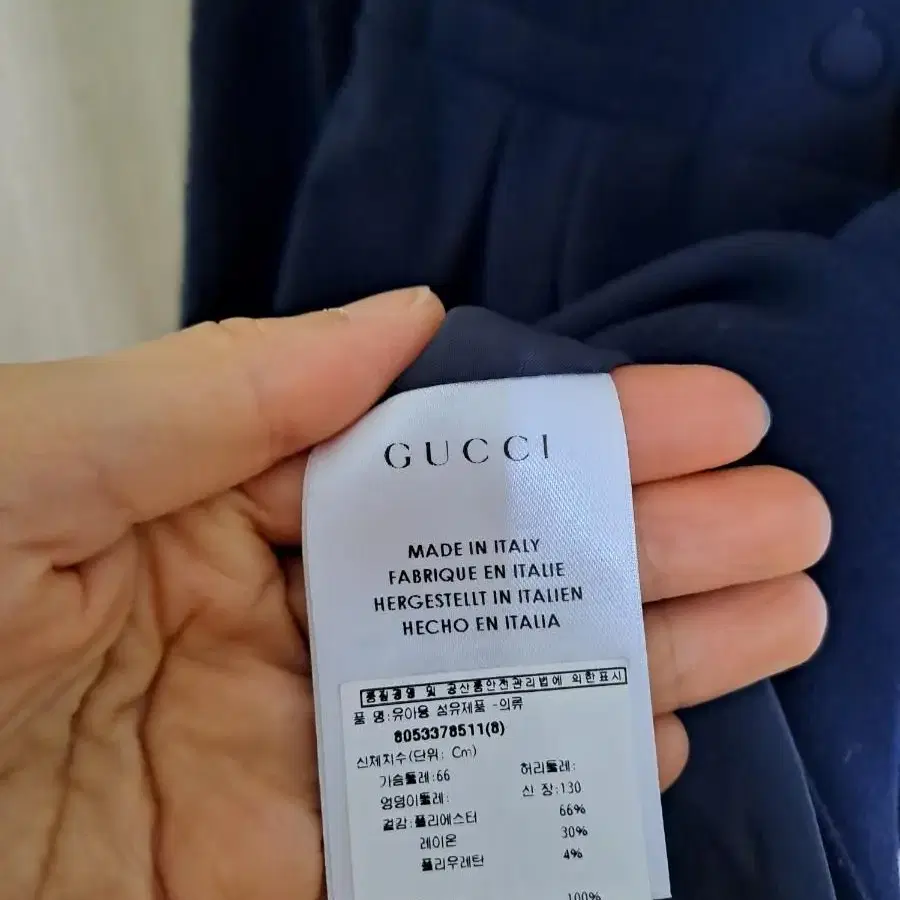 GUCCI
MADE IN ITALY
FABRIQUE EN ITALIE
HERGESTELLT IN ITALIEN
HECHO EN ITALIA
품질경영 및 공산품안전관리법에 의한표시
품 명:유아용 섬유제품 -의류
8053378511(8)
신체치수(단위: Cm)
가슴둘레:66 허리둘레:
엉덩이둘레: 신 장:130
겉감:폴리에스터 66%
레이온 30%
폴리우레탄 4%
100%